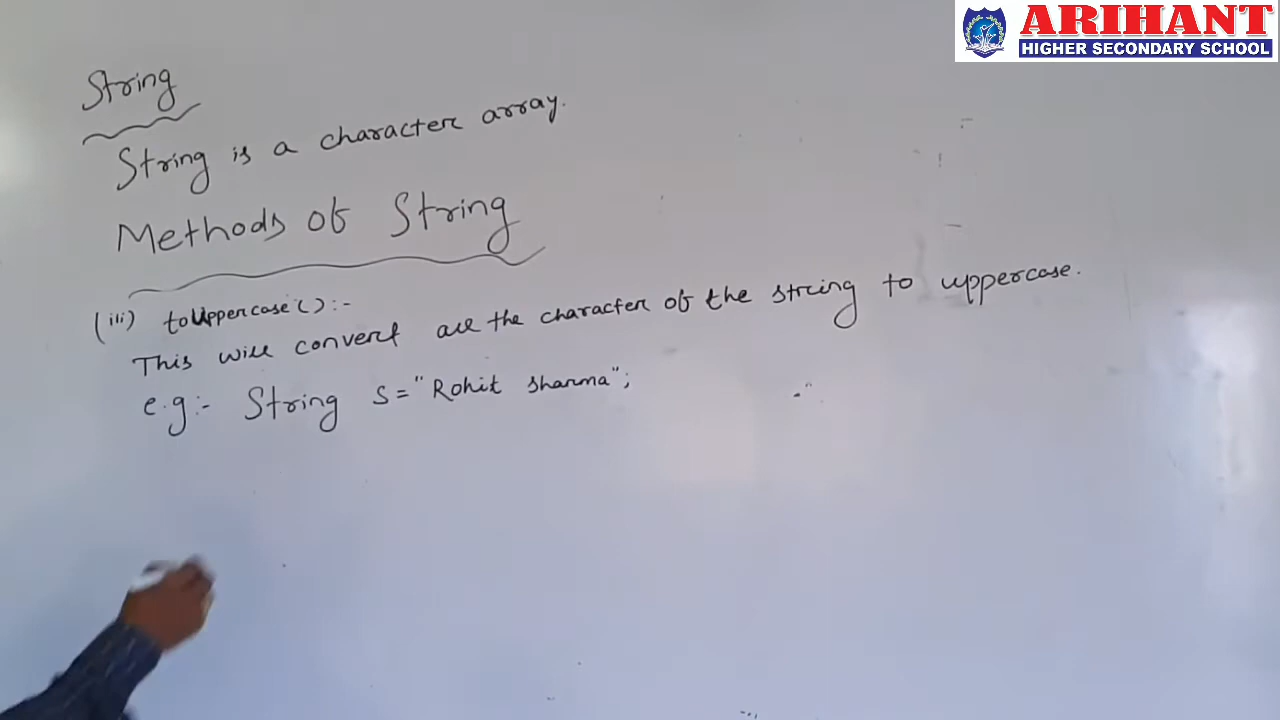 ARIHANT
HIGHER SECONDARY SCHOOL
String
String is a character array.
Methods of String
(iii) toUppercase():-
This will convert all the character of the string to uppercase.
e.g:- String s="Rohit sharma";